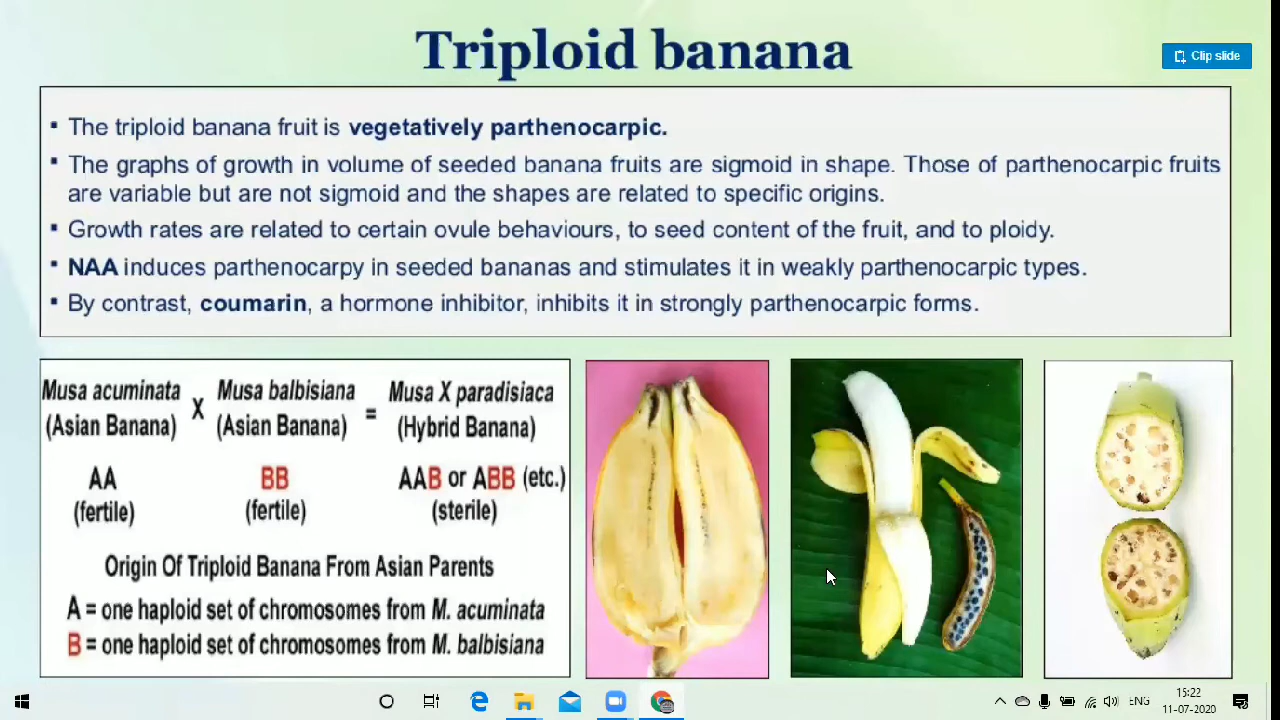 Triploid banana
Clip slide
▪ The triploid banana fruit is vegetatively parthenocarpic.
▪ The graphs of growth in volume of seeded banana fruits are sigmoid in shape. Those of parthenocarpic fruits
are variable but are not sigmoid and the shapes are related to specific origins.
▪ Growth rates are related to certain ovule behaviours, to seed content of the fruit, and to ploidy.
▪ NAA induces parthenocarpy in seeded bananas and stimulates it in weakly parthenocarpic types.
▪ By contrast, coumarin, a hormone inhibitor, inhibits it in strongly parthenocarpic forms.
Musa acuminata X Musa balbisiana = Musa X paradisiaca
(Asian Banana) (Asian Banana) (Hybrid Banana)
AA BB AAB or ABB (etc.)
(fertile) (fertile) (sterile)
Origin Of Triploid Banana From Asian Parents
A = one haploid set of chromosomes from M. acuminata
B = one haploid set of chromosomes from M. balbisiana
ENG
15:22
11-07-2020